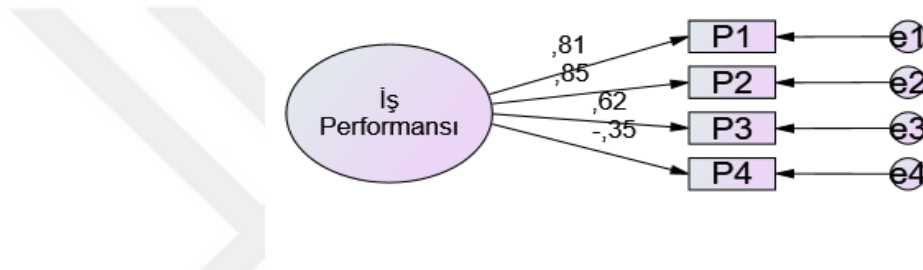 ,81
P1
e1
,85
P2
e2
İş
Performansı
,62
P3
e3
-,35
P4
e4